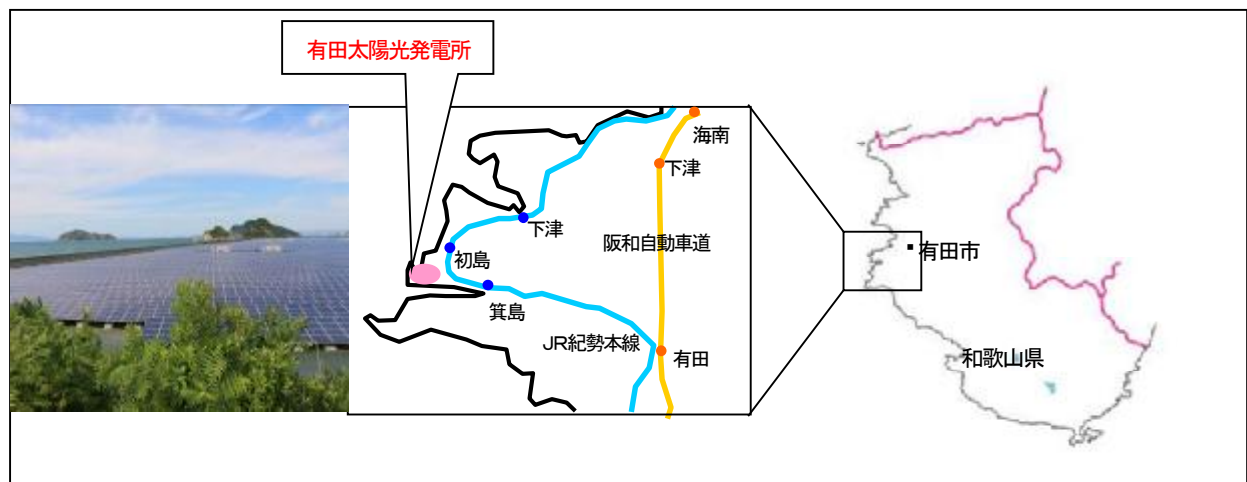 有田太陽光発電所
海南
下津
下津
阪和自動車道
初島
箕島
JR紀勢本線
有田
有田市
和歌山県